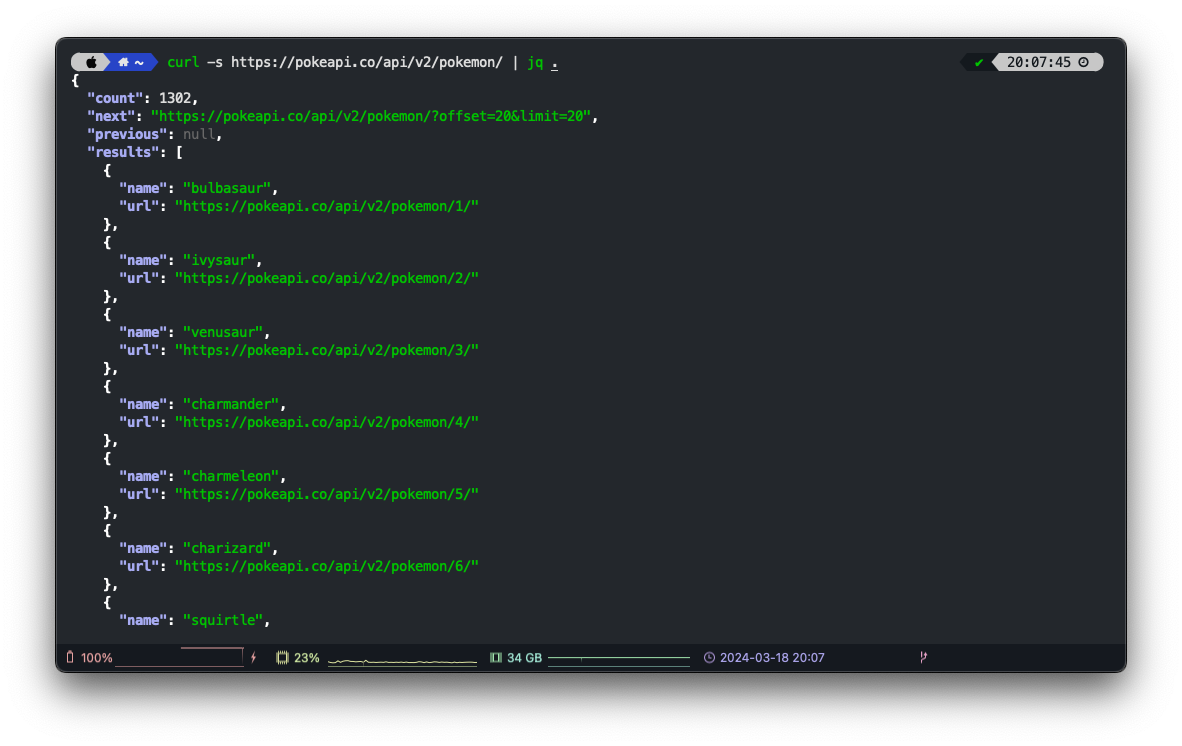 ~ curl -s https://pokeapi.co/api/v2/pokemon/ | jq . ✔ 20:07:45
{
  "count": 1302,
  "next": "https://pokeapi.co/api/v2/pokemon/?offset=20&limit=20",
  "previous": null,
  "results": [
    {
      "name": "bulbasaur",
      "url": "https://pokeapi.co/api/v2/pokemon/1/"
    },
    {
      "name": "ivysaur",
      "url": "https://pokeapi.co/api/v2/pokemon/2/"
    },
    {
      "name": "venusaur",
      "url": "https://pokeapi.co/api/v2/pokemon/3/"
    },
    {
      "name": "charmander",
      "url": "https://pokeapi.co/api/v2/pokemon/4/"
    },
    {
      "name": "charmeleon",
      "url": "https://pokeapi.co/api/v2/pokemon/5/"
    },
    {
      "name": "charizard",
      "url": "https://pokeapi.co/api/v2/pokemon/6/"
    },
    {
      "name": "squirtle",
100% 23% 34 GB 2024-03-18 20:07